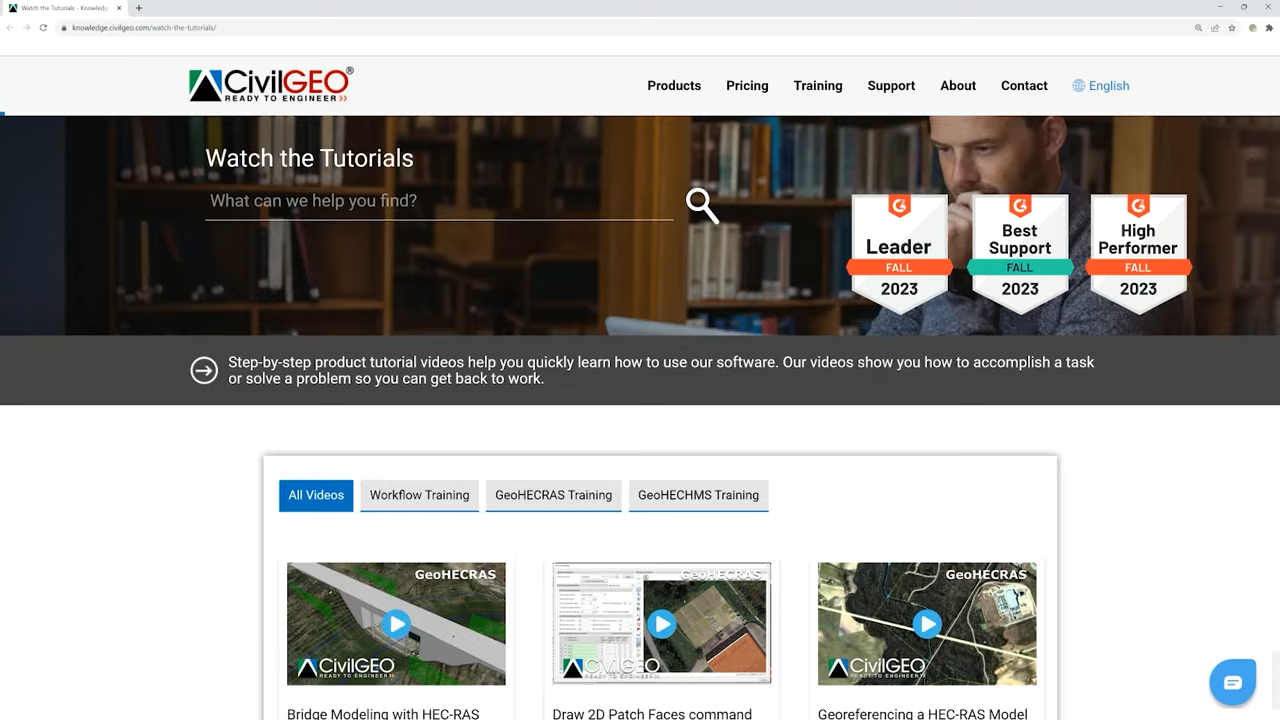 Watch the Tutorials - Knowledg
knowledge.civilgeo.com/watch-the-tutorials/
CivilGEO®
READY TO ENGINEER
Products
Pricing
Training
Support
About
Contact
English
Watch the Tutorials
What can we help you find?
Leader
FALL
2023
Best
Support
FALL
2023
High
Performer
FALL
2023
Step-by-step product tutorial videos help you quickly learn how to use our software. Our videos show you how to accomplish a task
or solve a problem so you can get back to work.
All Videos
Workflow Training
GeoHECRAS Training
GeoHECHMS Training
GeoHECRAS
CivilGEO
READY TO ENGINEER
GeoHECRAS
CivilGEO
READY TO ENGINEER
GeoHECRAS
CivilGEO
READY TO ENGINEER
Bridge Modeling with HEC-RAS
Draw 2D Patch Faces command
Georeferencing a HEC-RAS Model